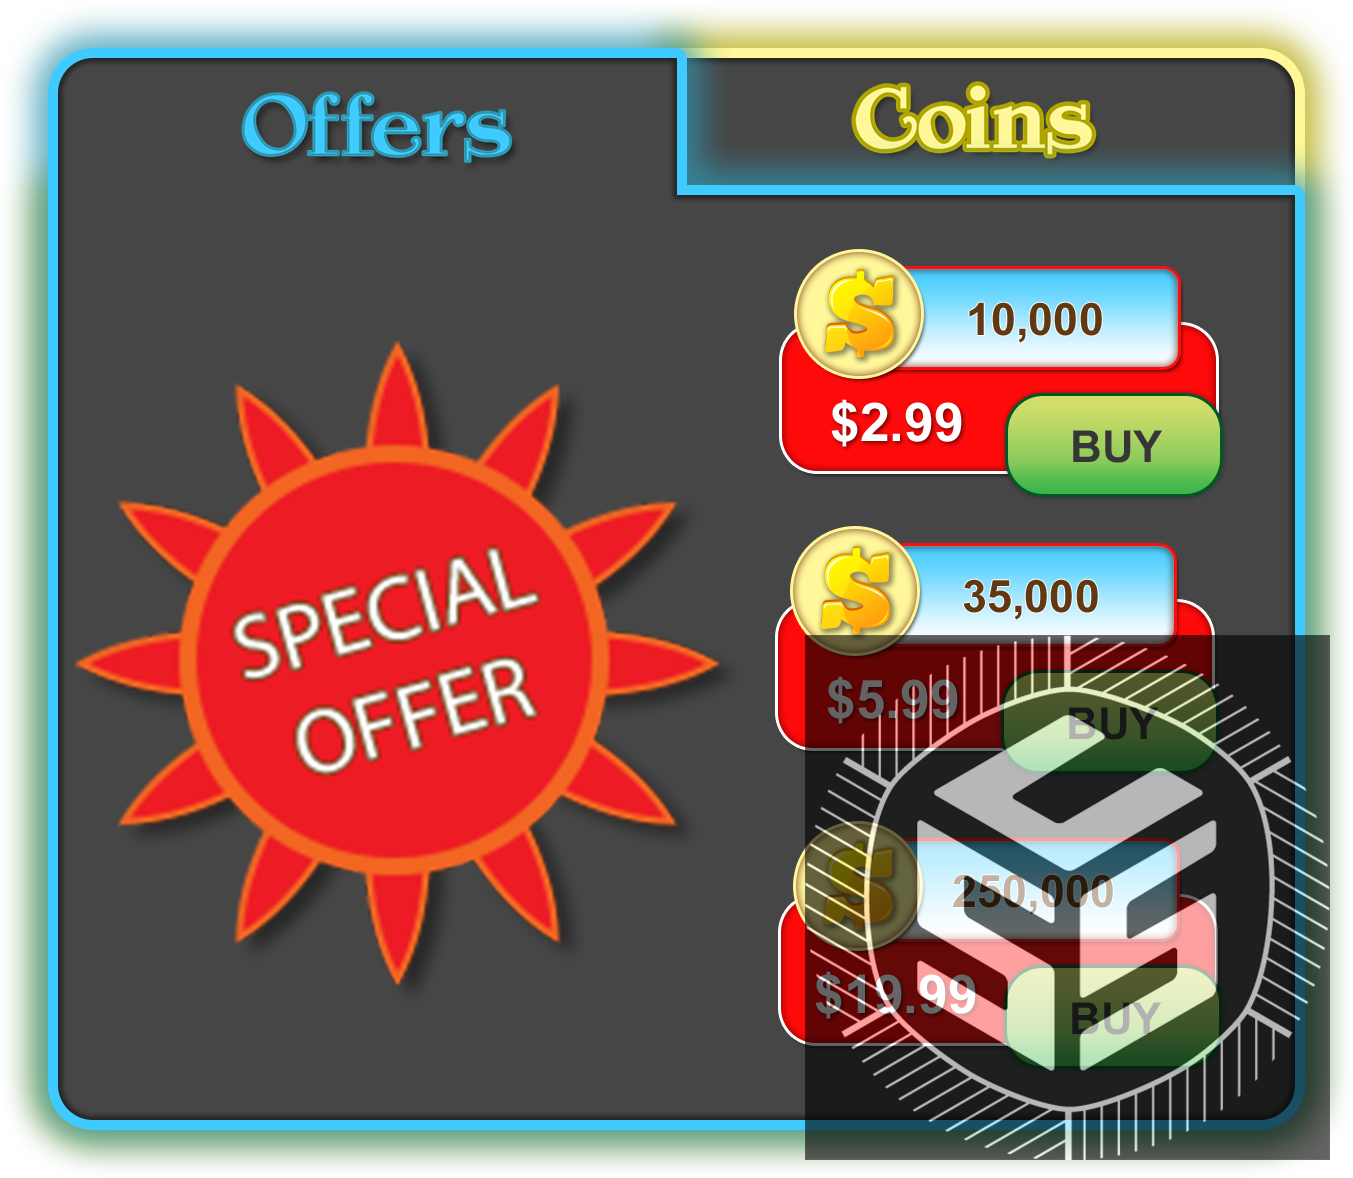 Offers
Coins
SPECIAL
OFFER
$
10,000
$2.99
BUY
$
35,000
$5.99
BUY
$
250,000
$19.99
BUY